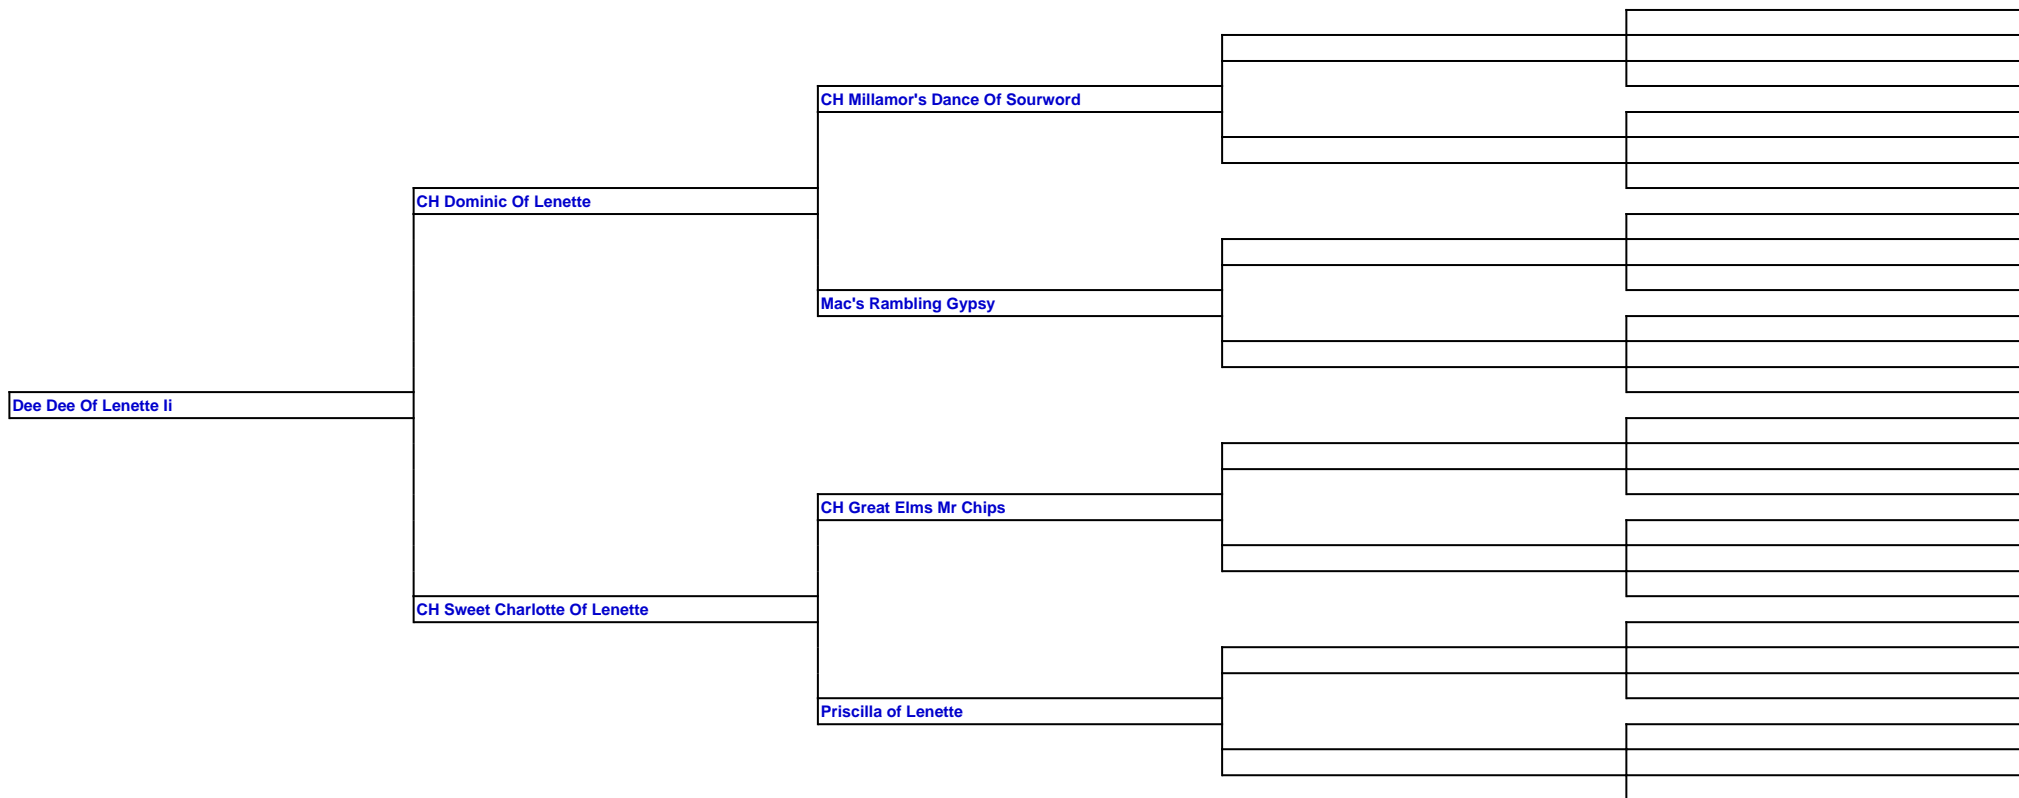 CH Millamor's Dance Of Sourword
CH Dominic Of Lenette
Mac's Rambling Gypsy
Dee Dee Of Lenette Ii
CH Great Elms Mr Chips
CH Sweet Charlotte Of Lenette
Priscilla of Lenette